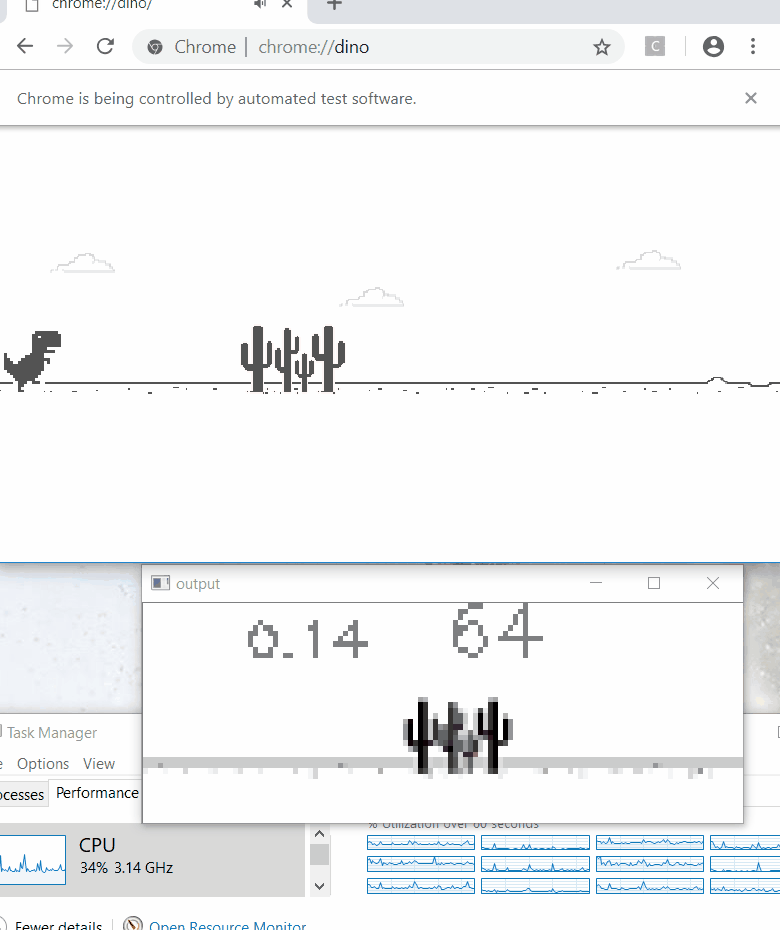 chrome://dino/
Chrome | chrome://dino
C
Chrome is being controlled by automated test software.
output
0.14 64
Task Manager
Options View
ocesses Performance
CPU
34% 3.14 GHz
% Utilization over 60 seconds
Fewer details | Open Resource Monitor